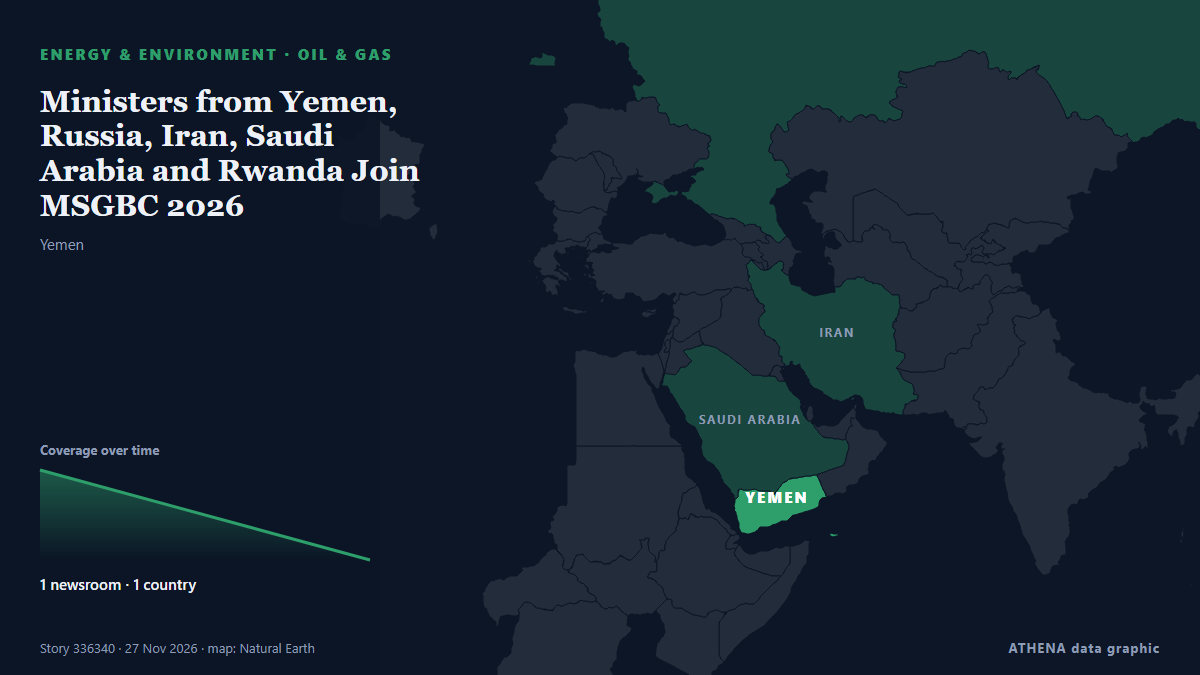 ENERGY & ENVIRONMENT · OIL & GAS
Ministers from Yemen,
Russia, Iran, Saudi
Arabia and Rwanda Join
MSGBC 2026
Yemen
IRAN
SAUDI ARABIA
YEMEN
Coverage over time
1 newsroom · 1 country
Story 336340 · 27 Nov 2026 · map: Natural Earth
ATHENA data graphic